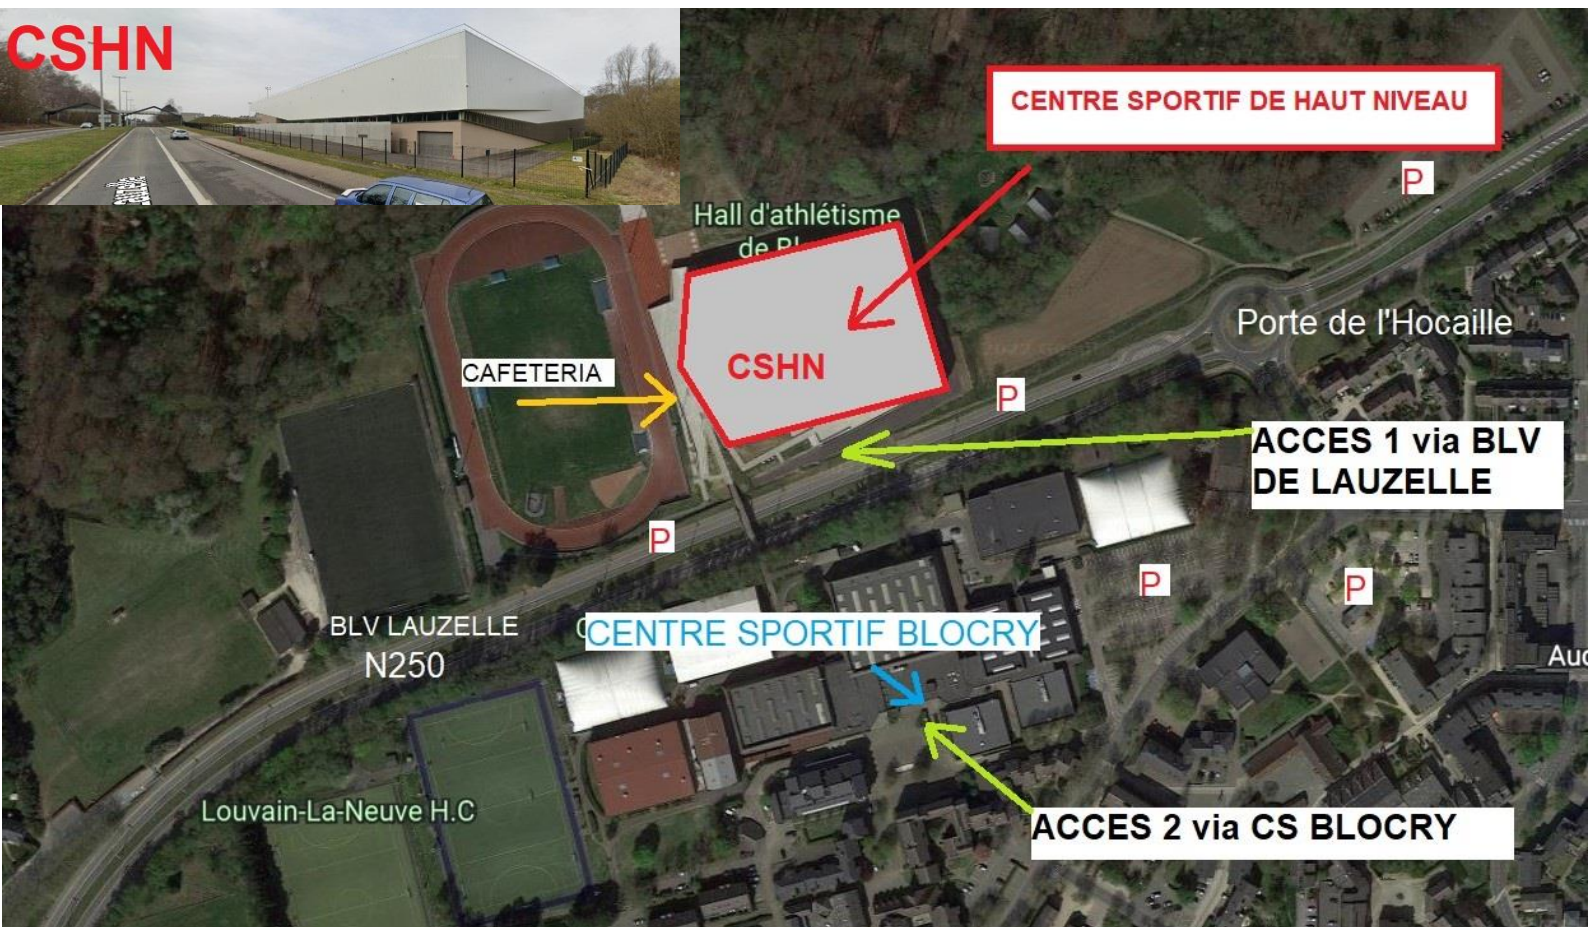 CSHN
CENTRE SPORTIF DE HAUT NIVEAU
P
Hall d'athlétisme
de
Porte de l'Hocaille
CSHN
CAFETERIA
P
ACCES 1 via BLV
DE LAUZELLE
P
P
P
BLV LAUZELLE
N250
CENTRE SPORTIF BLOCRY
Louvain-La-Neuve H.C
ACCES 2 via CS BLOCRY